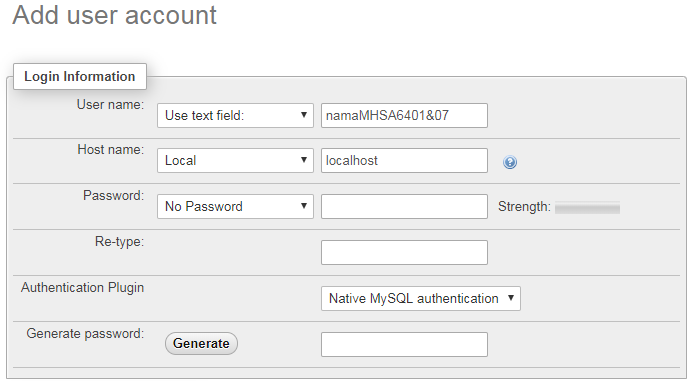 Add user account
Login Information
User name: Use text field: namaMHSA6401&07
Host name: Local localhost
Password: No Password Strength:
Re-type:
Authentication Plugin Native MySQL authentication
Generate password: Generate